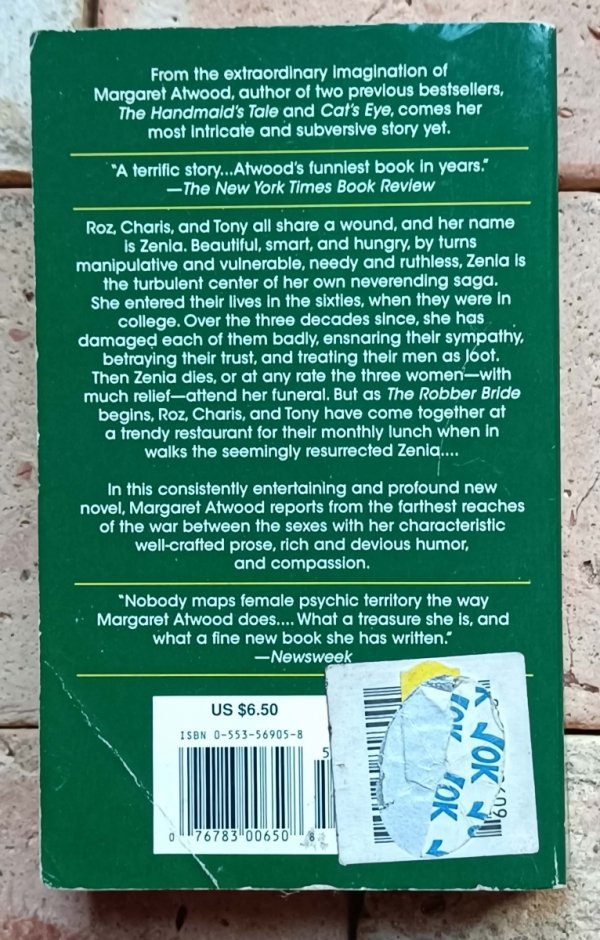 From the extraordinary imagination of
Margaret Atwood, author of two previous bestsellers,
The Handmaid's Tale and Cat's Eye, comes her
most intricate and subversive story yet.
"A terrific story...Atwood's funniest book in years."
—The New York Times Book Review
Roz, Charis, and Tony all share a wound, and her name
is Zenia. Beautiful, smart, and hungry, by turns
manipulative and vulnerable, needy and ruthless, Zenia is
the turbulent center of her own neverending saga.
She entered their lives in the sixties, when they were in
college. Over the three decades since, she has
damaged each of them badly, ensnaring their sympathy,
betraying their trust, and treating their men as loot.
Then Zenia dies, or at any rate the three women—with
much relief—attend her funeral. But as The Robber Bride
begins, Roz, Charis, and Tony have come together at
a trendy restaurant for their monthly lunch when in
walks the seemingly resurrected Zenia....
In this consistently entertaining and profound new
novel, Margaret Atwood reports from the farthest reaches
of the war between the sexes with her characteristic
well-crafted prose, rich and devious humor,
and compassion.
"Nobody maps female psychic territory the way
Margaret Atwood does.... What a treasure she is, and
what a fine new book she has written."
—Newsweek
US $6.50
ISBN 0-553-56905-8
5
0 76783 00650 8
JOK
JOK